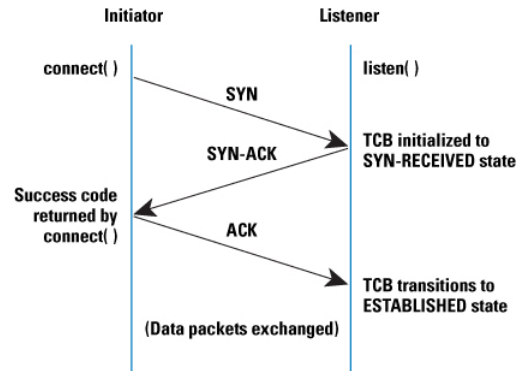 Initiator
Listener
connect( )
listen( )
SYN
TCB initialized to
SYN-RECEIVED state
SYN-ACK
Success code
returned by
connect( )
ACK
TCB transitions to
ESTABLISHED state
(Data packets exchanged)